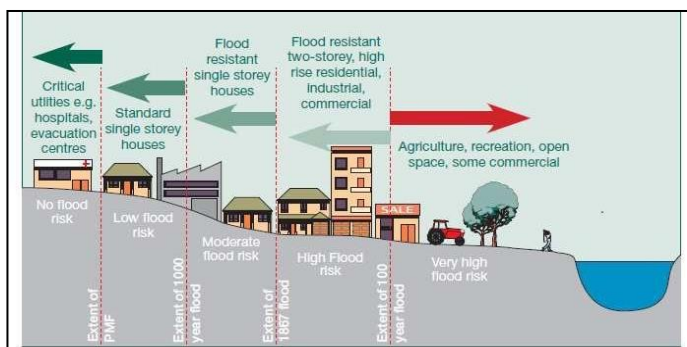 Critical
utilities e.g.
hospitals,
evacuation
centres
Standard
single storey
houses
Flood
resistant
single storey
houses
Flood resistant
two-storey, high
rise residential,
industrial,
commercial
Agriculture, recreation, open
space, some commercial
SALE
No flood
risk
Low flood
risk
Moderate
flood risk
High Flood
risk
Very high
flood risk
Extent of
PMF
Extent of 1000
year flood
Extent of
1867 flood
Extent of 100
year flood